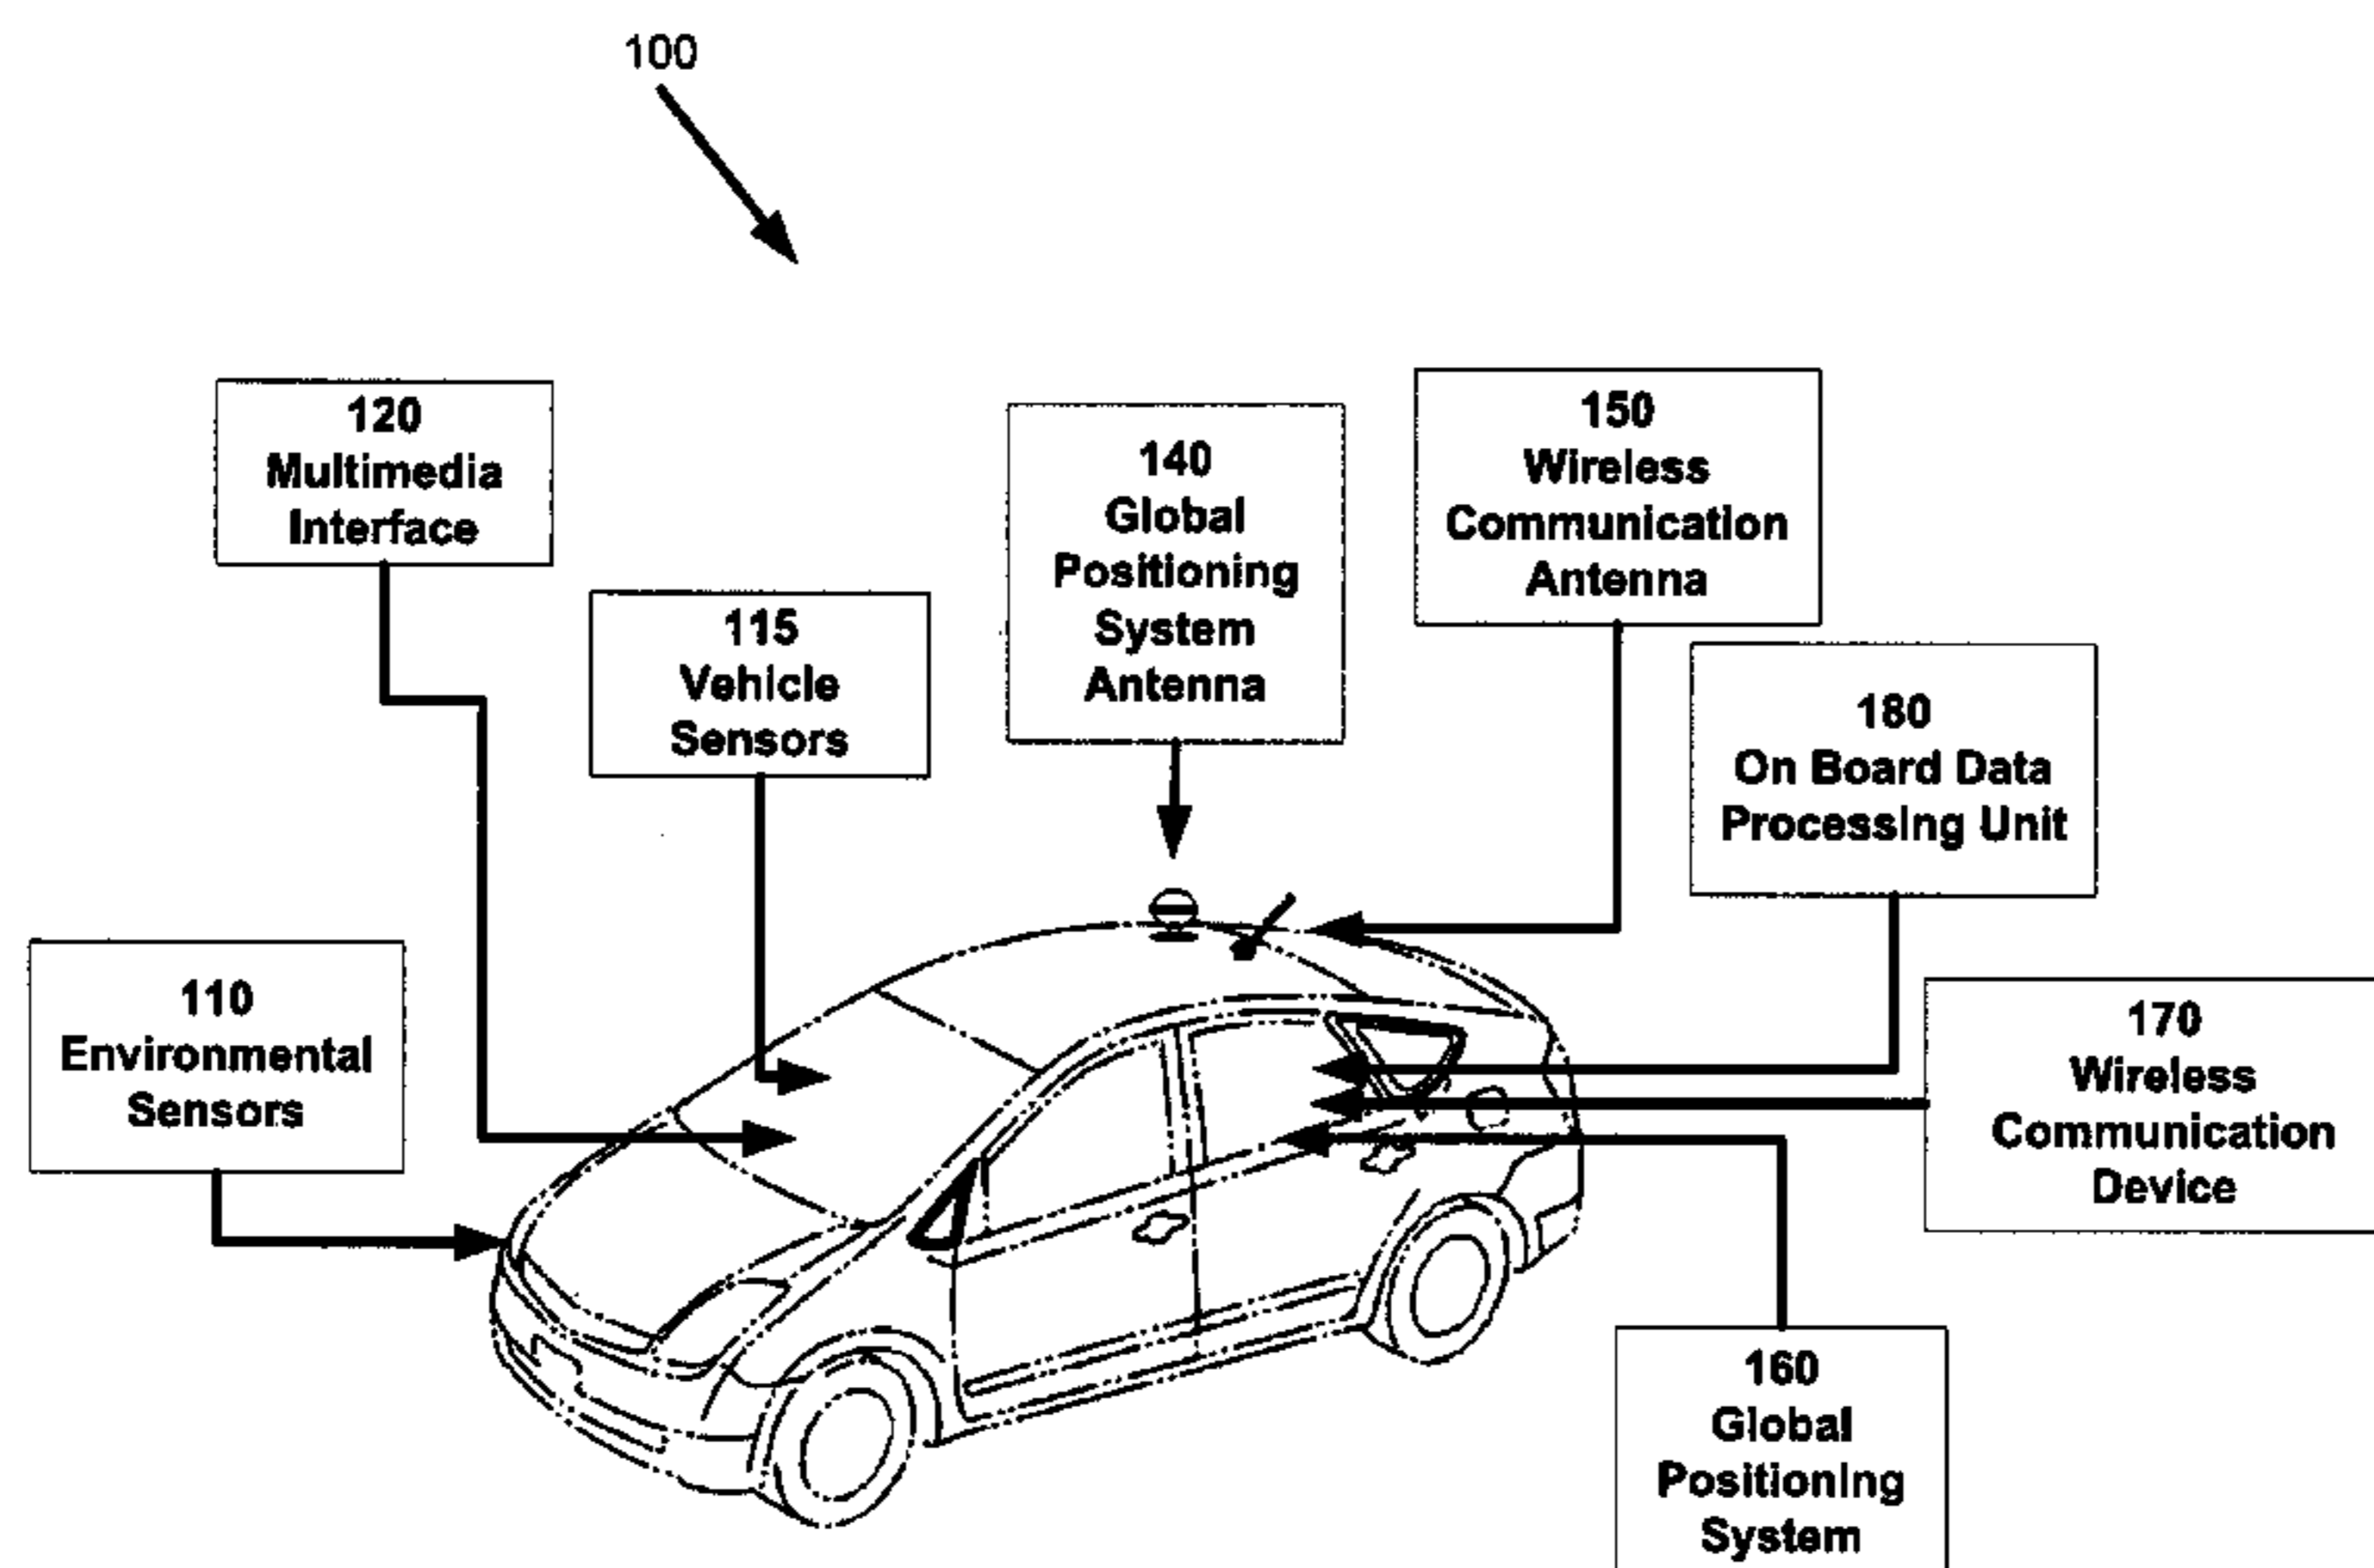 100
120
Multimedia
Interface
115
Vehicle
Sensors
140
Global
Positioning
System
Antenna
150
Wireless
Communication
Antenna
180
On Board Data
Processing Unit
110
Environmental
Sensors
170
Wireless
Communication
Device
160
Global
Positioning
System